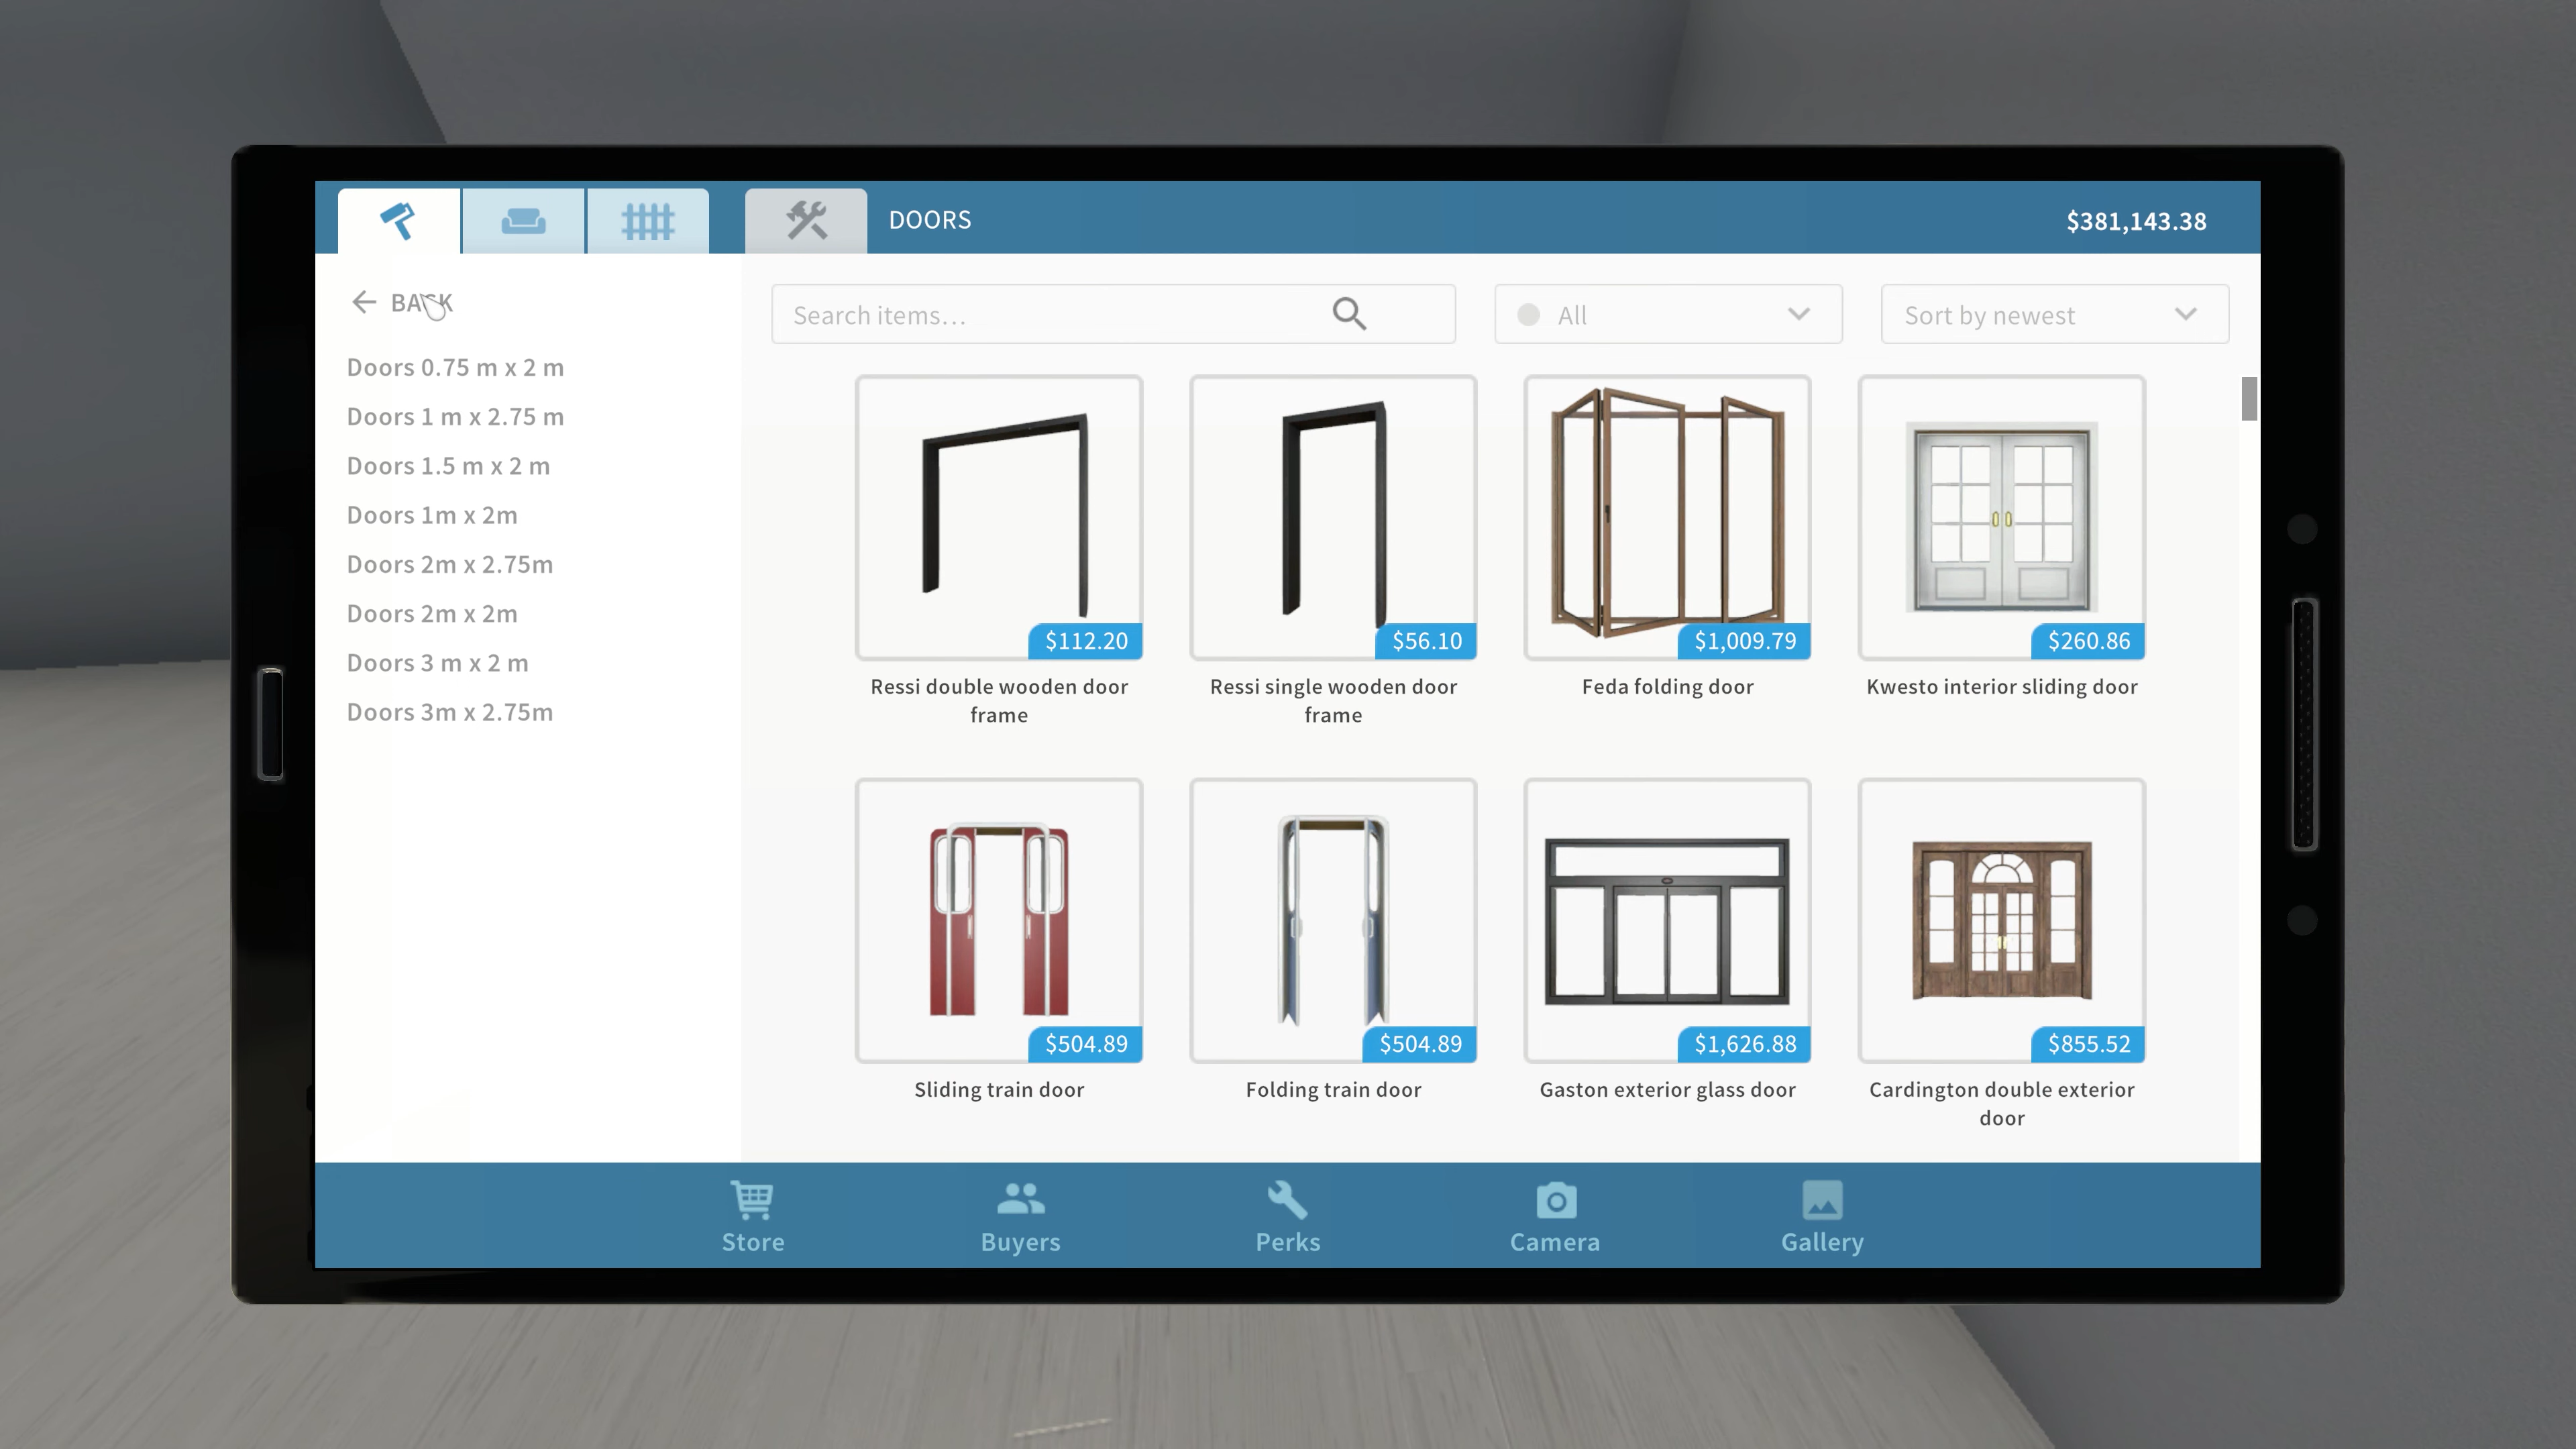 DOORS
$381,143.38
BACK
Search items...
All
Sort by newest
Doors 0.75 m x 2 m
Doors 1 m x 2.75 m
Doors 1.5 m x 2 m
Doors 1m x 2m
Doors 2m x 2.75m
Doors 2m x 2m
Doors 3 m x 2 m
Doors 3m x 2.75m
$112.20
$56.10
$1,009.79
$260.86
Ressi double wooden door
frame
Ressi single wooden door
frame
Feda folding door
Kwesto interior sliding door
$504.89
$504.89
$1,626.88
$855.52
Sliding train door
Folding train door
Gaston exterior glass door
Cardington double exterior
door
Store
Buyers
Perks
Camera
Gallery